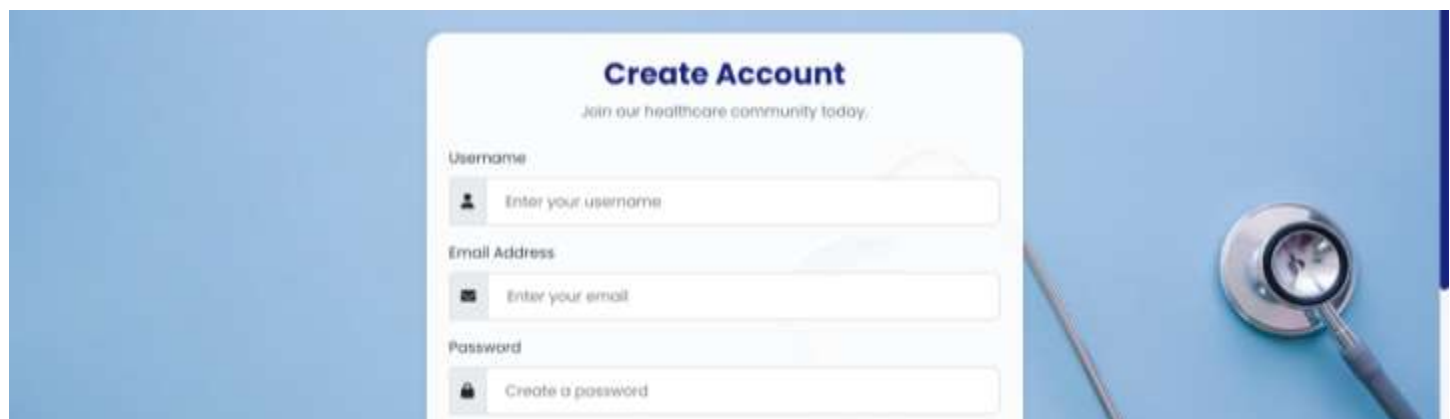 Create Account
Join our healthcare community today.
Username
Enter your username
Email Address
Enter your email
Password
Create a password